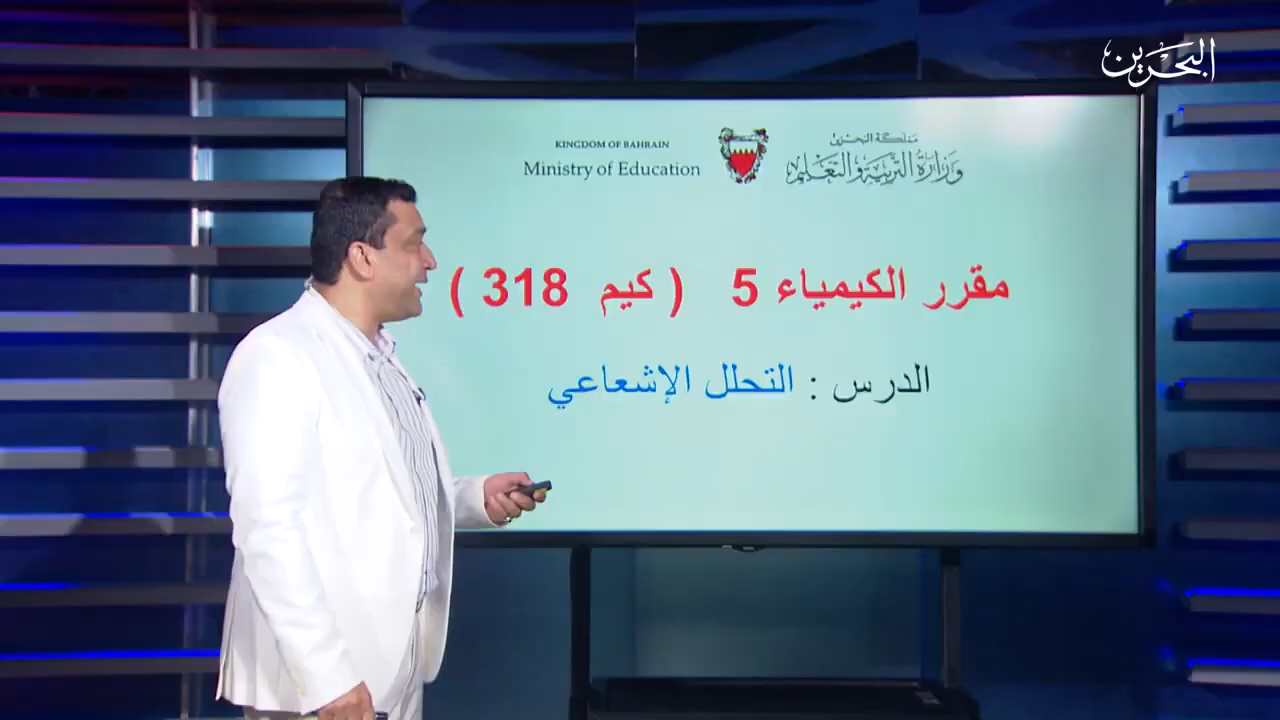 البحرين
KINGDOM OF BAHRAIN
Ministry of Education
مملكة البحرين
وزارة التربية والتعليم
مقرر الكيمياء 5 ( كيم 318 )
الدرس : التحلل الإشعاعي